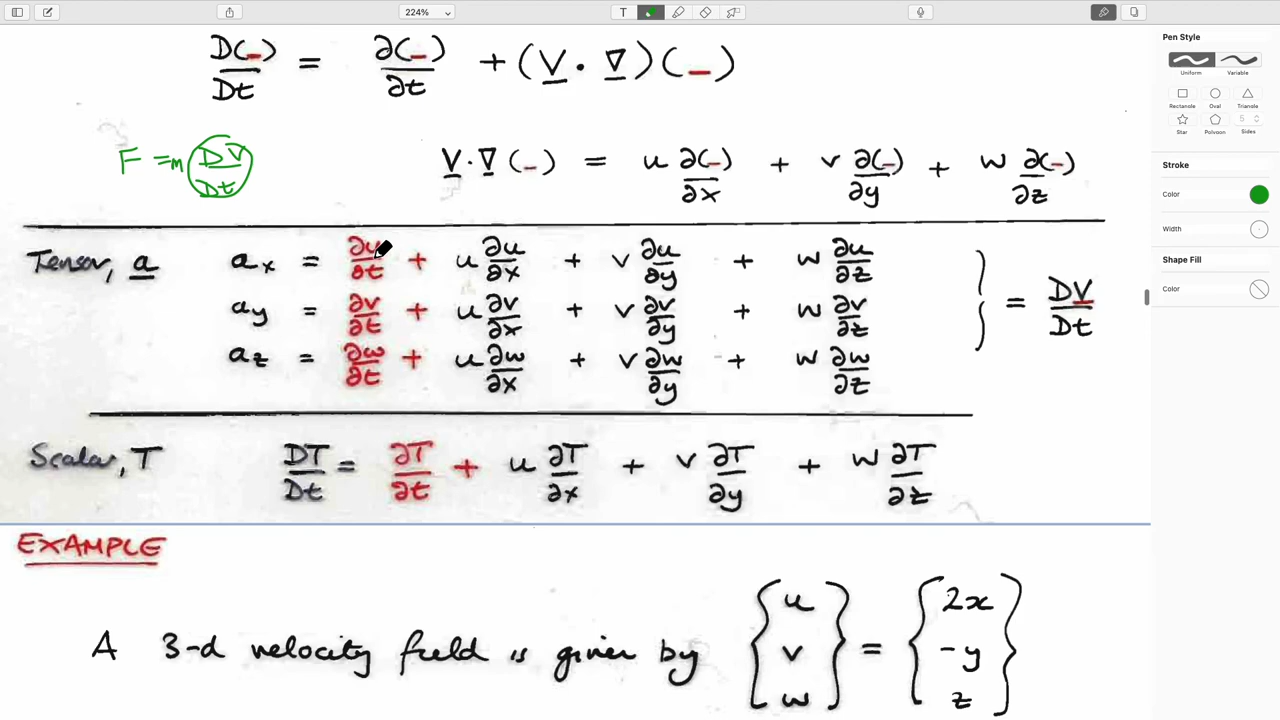 224%
T
D(_)/Dt = ∂(_)/∂t + (V · ∇)(_)
F = m DV/Dt
V · ∇ (_) = u ∂(_)/∂x + v ∂(_)/∂y + w ∂(_)/∂z
Tensor, a
ax = ∂u/∂t + u ∂u/∂x + v ∂u/∂y + w ∂u/∂z
ay = ∂v/∂t + u ∂v/∂x + v ∂v/∂y + w ∂v/∂z
az = ∂w/∂t + u ∂w/∂x + v ∂w/∂y + w ∂w/∂z
} = DV/Dt
Scalar, T
DT/Dt = ∂T/∂t + u ∂T/∂x + v ∂T/∂y + w ∂T/∂z
EXAMPLE
A 3-d velocity field is given by {u v w} = {2x -y z}
Pen Style
Uniform Variable
Rectangle Oval Triangle
Star Polygon 5 Sides
Stroke
Color
Width
Shape Fill
Color